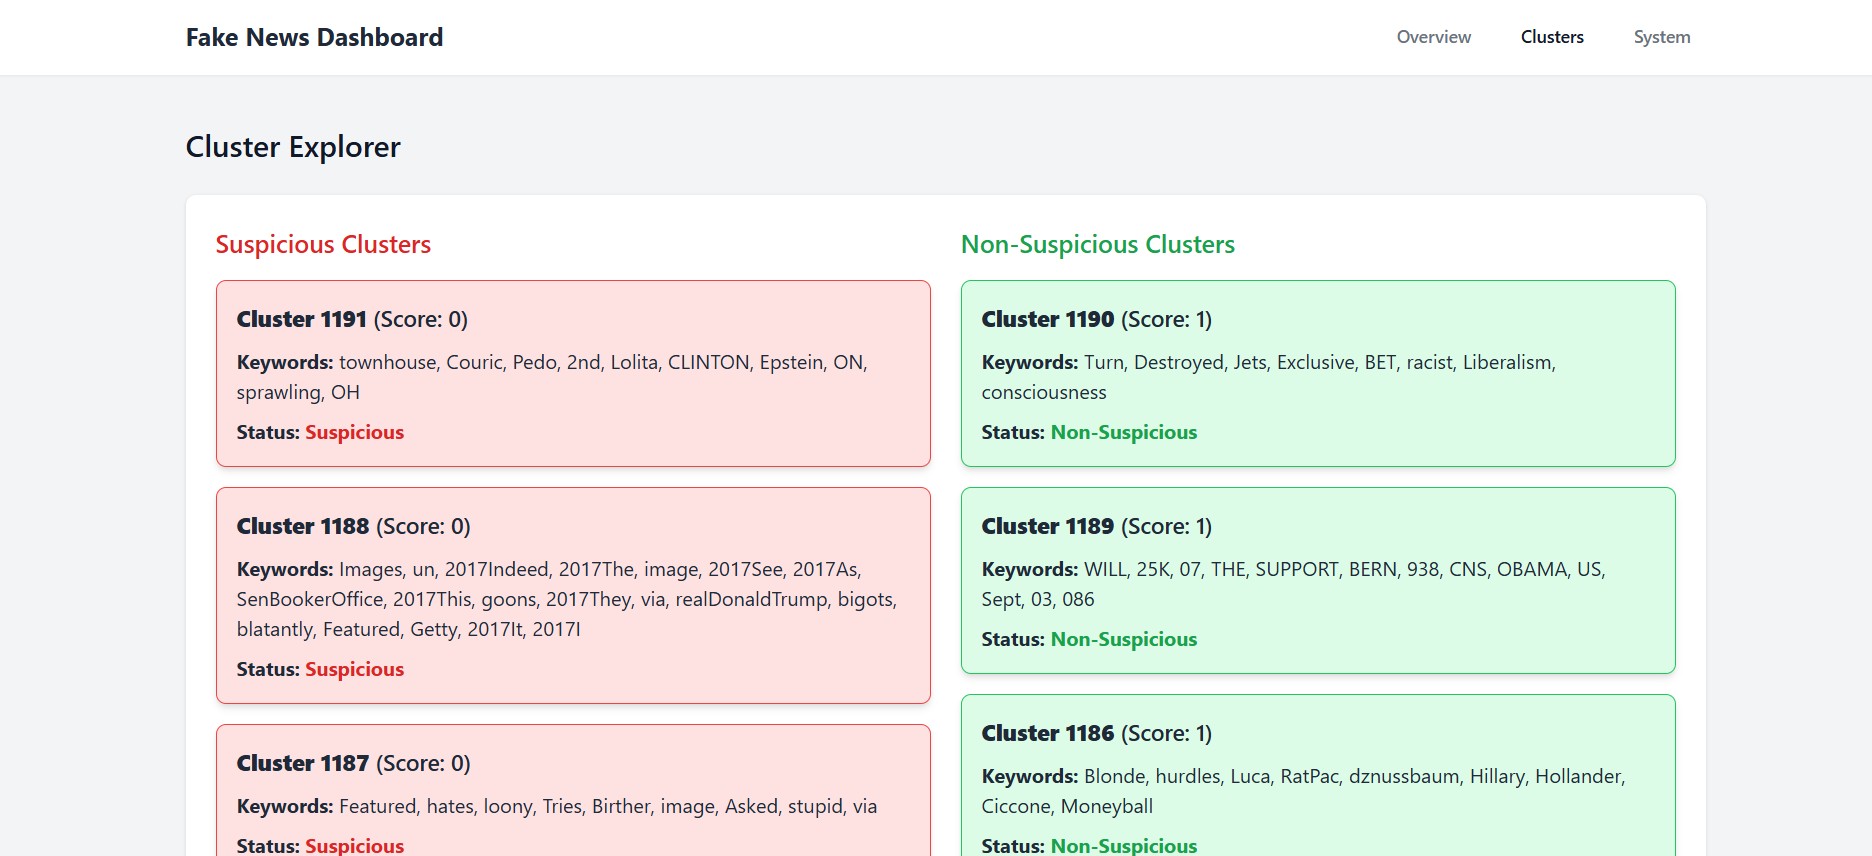 Fake News Dashboard
Overview
Clusters
System
Cluster Explorer
Suspicious Clusters
Cluster 1191 (Score: 0)
Keywords: townhouse, Couric, Pedo, 2nd, Lolita, CLINTON, Epstein, ON,
sprawling, OH
Status: Suspicious
Cluster 1188 (Score: 0)
Keywords: Images, un, 2017Indeed, 2017The, image, 2017See, 2017As,
SenBookerOffice, 2017This, goons, 2017They, via, realDonaldTrump, bigots,
blatantly, Featured, Getty, 2017It, 2017I
Status: Suspicious
Cluster 1187 (Score: 0)
Keywords: Featured, hates, loony, Tries, Birther, image, Asked, stupid, via
Status: Suspicious
Non-Suspicious Clusters
Cluster 1190 (Score: 1)
Keywords: Turn, Destroyed, Jets, Exclusive, BET, racist, Liberalism,
consciousness
Status: Non-Suspicious
Cluster 1189 (Score: 1)
Keywords: WILL, 25K, 07, THE, SUPPORT, BERN, 938, CNS, OBAMA, US,
Sept, 03, 086
Status: Non-Suspicious
Cluster 1186 (Score: 1)
Keywords: Blonde, hurdles, Luca, RatPac, dznussbaum, Hillary, Hollander,
Ciccone, Moneyball
Status: Non-Suspicious